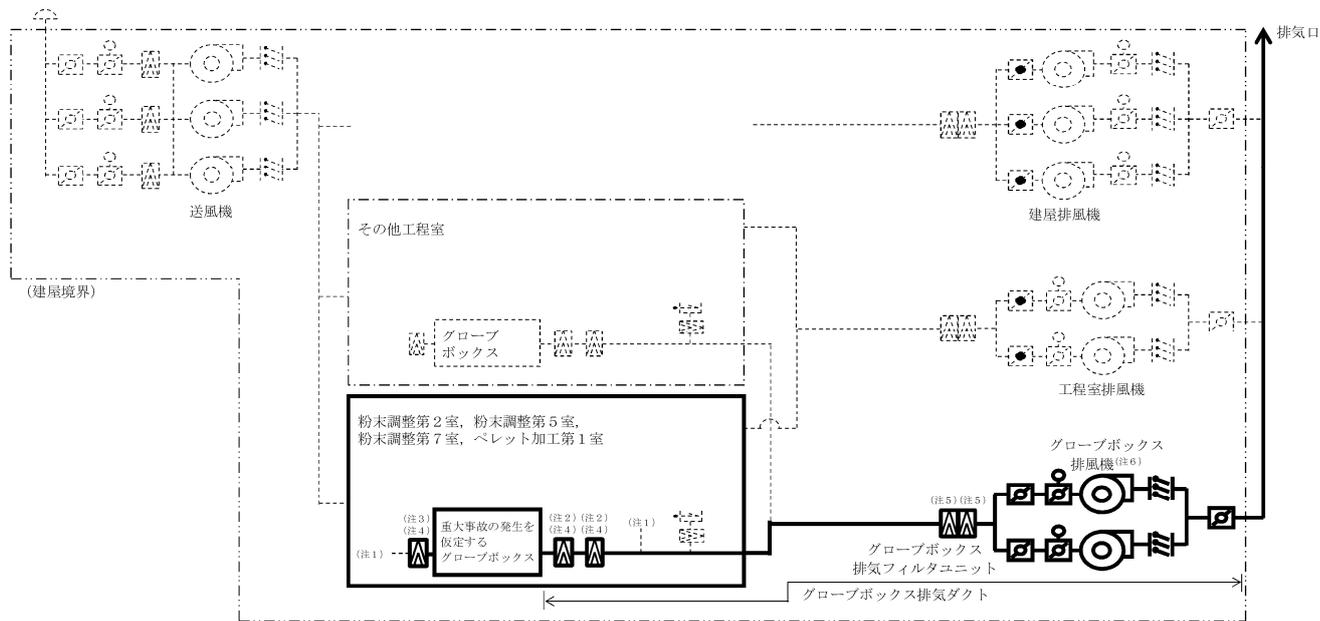 排気口
送風機
建屋排風機
その他工程室
(建屋境界)
グローブ
ボックス
工程室排風機
粉末調整第２室，粉末調整第５室，
粉末調整第７室，ペレット加工第１室
グローブボックス
排風機(注６)
(注３)
(注４)
重大事故の発生を
仮定する
グローブボックス
(注２)(注２)
(注４)(注４)
(注１)
(注１)
(注５)(注５)
グローブボックス
排気フィルタユニット
グローブボックス排気ダクト